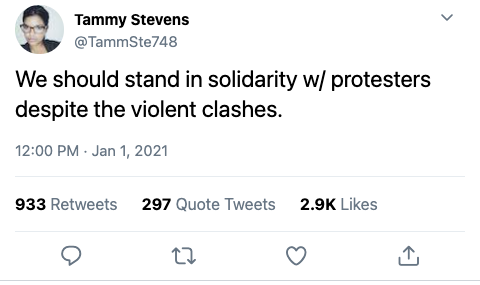 Tammy Stevens
@TammSte748
We should stand in solidarity w/ protesters
despite the violent clashes.
12:00 PM · Jan 1, 2021
933 Retweets 297 Quote Tweets 2.9K Likes